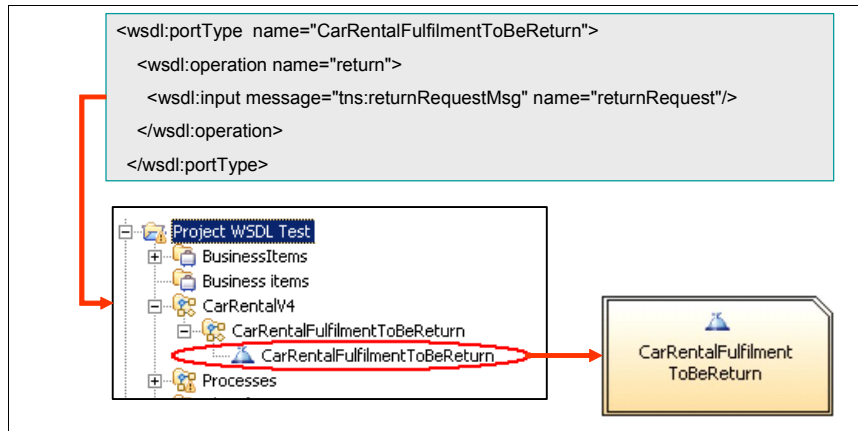 <wsdl:portType name="CarRentalFulfilmentToBeReturn">
<wsdl:operation name="return">
<wsdl:input message="tns:returnRequestMsg" name="returnRequest"/>
</wsdl:operation>
</wsdl:portType>
Project WSDL Test
BusinessItems
Business items
CarRentalV4
CarRentalFulfilmentToBeReturn
CarRentalFulfilmentToBeReturn
Processes
CarRentalFulfilment
ToBeReturn